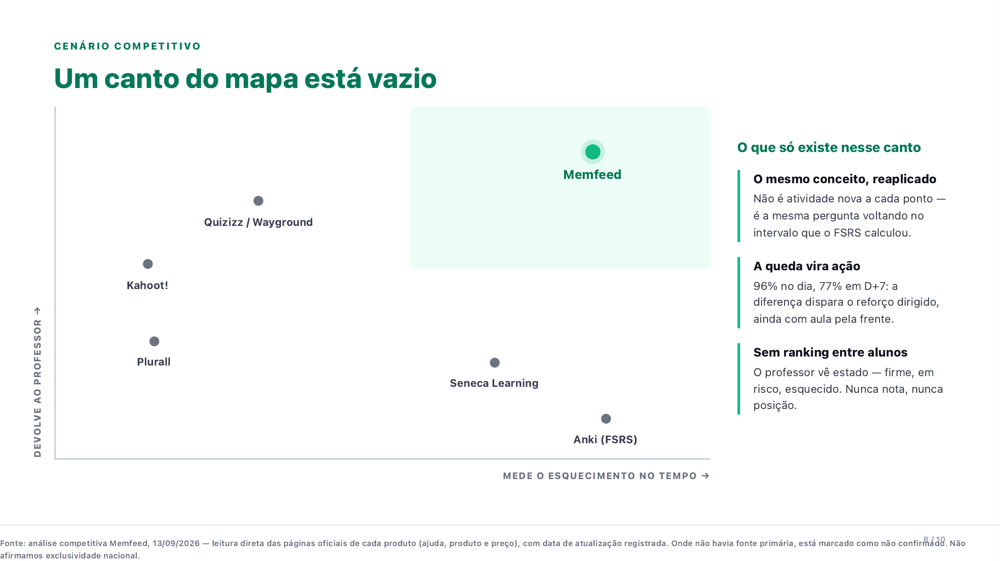 CENÁRIO COMPETITIVO
Um canto do mapa está vazio
Memfeed
Quizizz / Wayground
Kahoot!
Plurall
Seneca Learning
Anki (FSRS)
DEVOLVE AO PROFESSOR →
MEDE O ESQUECIMENTO NO TEMPO →
O que só existe nesse canto
O mesmo conceito, reaplicado
Não é atividade nova a cada ponto —
é a mesma pergunta voltando no
intervalo que o FSRS calculou.
A queda vira ação
96% no dia, 77% em D+7: a
diferença dispara o reforço dirigido,
ainda com aula pela frente.
Sem ranking entre alunos
O professor vê estado — firme, em
risco, esquecido. Nunca nota, nunca
posição.
8 / 10
Fonte: análise competitiva Memfeed, 13/09/2026 — leitura direta das páginas oficiais de cada produto (ajuda, produto e preço), com data de atualização registrada. Onde não havia fonte primária, está marcado como não confirmado. Não
afirmamos exclusividade nacional.